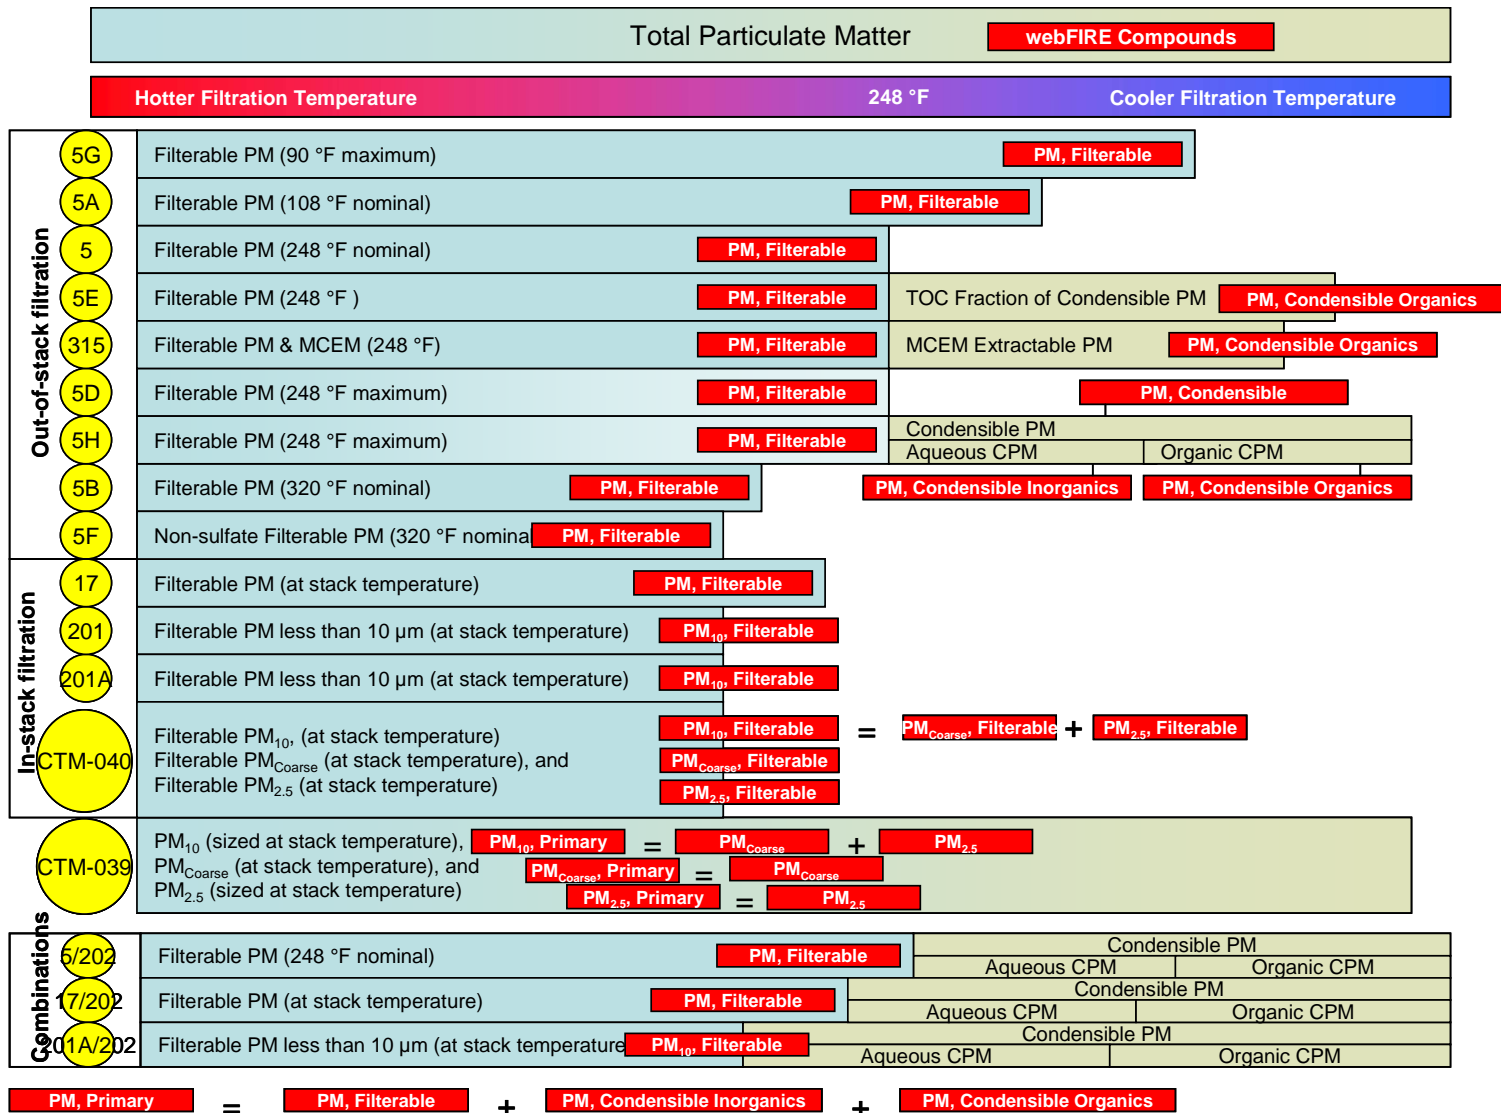 Total Particulate Matter webFIRE Compounds
Hotter Filtration Temperature 248 °F Cooler Filtration Temperature
Out-of-stack filtration
5G Filterable PM (90 °F maximum) PM, Filterable
5A Filterable PM (108 °F nominal) PM, Filterable
5 Filterable PM (248 °F nominal) PM, Filterable
5E Filterable PM (248 °F ) PM, Filterable TOC Fraction of Condensible PM PM, Condensible Organics
315 Filterable PM & MCEM (248 °F) PM, Filterable MCEM Extractable PM PM, Condensible Organics
5D Filterable PM (248 °F maximum) PM, Filterable PM, Condensible
5H Filterable PM (248 °F maximum) PM, Filterable Condensible PM
Aqueous CPM Organic CPM
5B Filterable PM (320 °F nominal) PM, Filterable PM, Condensible Inorganics PM, Condensible Organics
5F Non-sulfate Filterable PM (320 °F nomina PM, Filterable
In-stack filtration
17 Filterable PM (at stack temperature) PM, Filterable
201 Filterable PM less than 10 µm (at stack temperature) PM10, Filterable
201A Filterable PM less than 10 µm (at stack temperature) PM10, Filterable
CTM-040
Filterable PM10, (at stack temperature) PM10, Filterable = PMCoarse, Filterable + PM2.5, Filterable
Filterable PMCoarse (at stack temperature), and PMCoarse, Filterable
Filterable PM2.5 (at stack temperature) PM2.5, Filterable
CTM-039
PM10 (sized at stack temperature), PM10, Primary = PMCoarse + PM2.5
PMCoarse (at stack temperature), and PMCoarse, Primary = PMCoarse
PM2.5 (sized at stack temperature) PM2.5, Primary = PM2.5
Combinations
5/202 Filterable PM (248 °F nominal) PM, Filterable Condensible PM
Aqueous CPM Organic CPM
17/202 Filterable PM (at stack temperature) PM, Filterable Condensible PM
Aqueous CPM Organic CPM
201A/202 Filterable PM less than 10 µm (at stack temperature PM10, Filterable Condensible PM
Aqueous CPM Organic CPM
PM, Primary = PM, Filterable + PM, Condensible Inorganics + PM, Condensible Organics